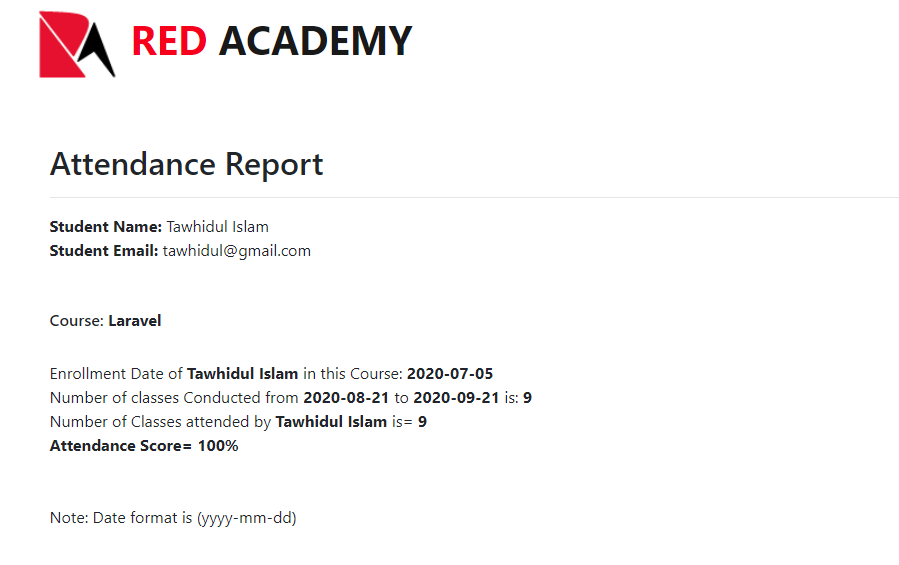 RED ACADEMY
Attendance Report
Student Name: Tawhidul Islam
Student Email: tawhidul@gmail.com
Course: Laravel
Enrollment Date of Tawhidul Islam in this Course: 2020-07-05
Number of classes Conducted from 2020-08-21 to 2020-09-21 is: 9
Number of Classes attended by Tawhidul Islam is= 9
Attendance Score= 100%
Note: Date format is (yyyy-mm-dd)